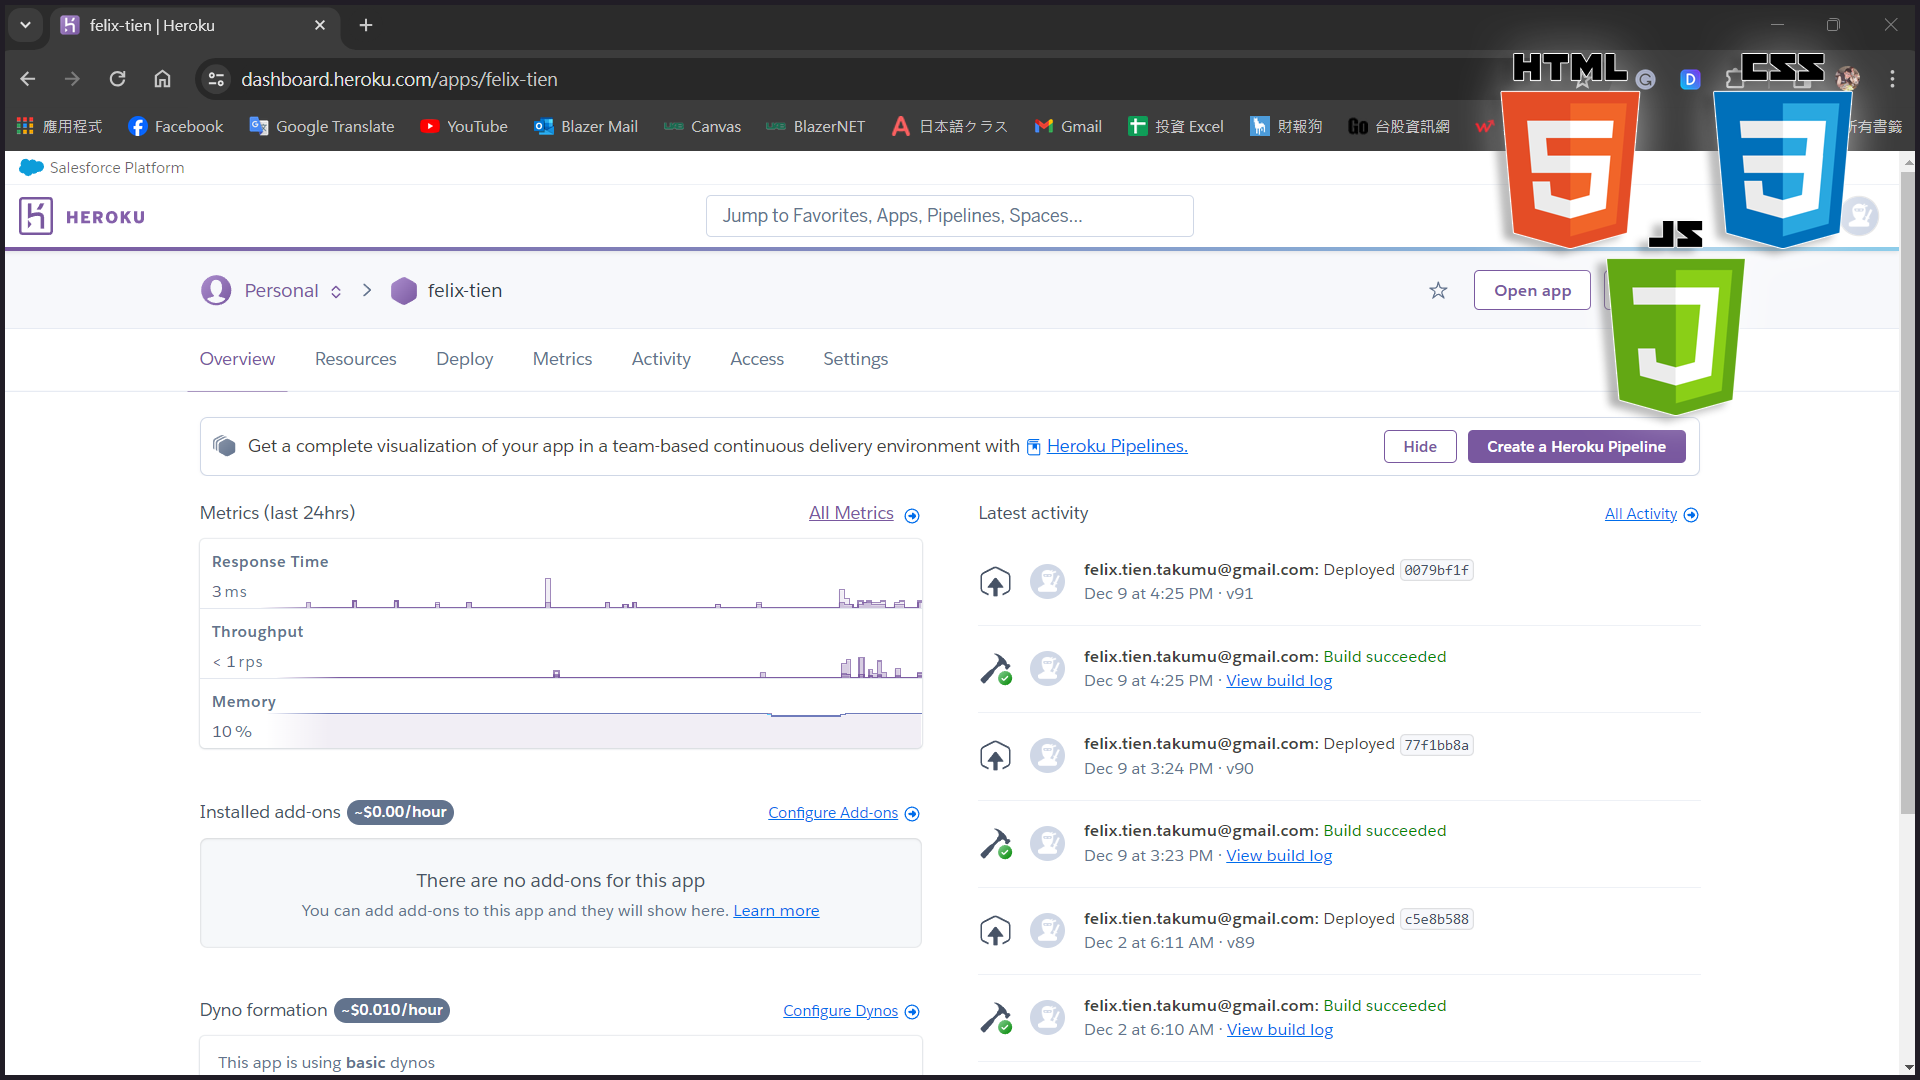 felix-tien | Heroku
dashboard.heroku.com/apps/felix-tien
HTML
CSS
應用程式
Facebook
Google Translate
YouTube
Blazer Mail
Canvas
BlazerNET
日本語クラス
Gmail
投資 Excel
財報狗
台股資訊網
所有書籤
Salesforce Platform
HEROKU
Jump to Favorites, Apps, Pipelines, Spaces...
JS
Personal
felix-tien
Open app
Overview
Resources
Deploy
Metrics
Activity
Access
Settings
Get a complete visualization of your app in a team-based continuous delivery environment with Heroku Pipelines.
Hide
Create a Heroku Pipeline
Metrics (last 24hrs)
All Metrics
Response Time
3 ms
Throughput
< 1 rps
Memory
10 %
Installed add-ons ~$0.00/hour
Configure Add-ons
There are no add-ons for this app
You can add add-ons to this app and they will show here. Learn more
Dyno formation ~$0.010/hour
Configure Dynos
This app is using basic dynos
Latest activity
All Activity
felix.tien.takumu@gmail.com: Deployed 0079bf1f
Dec 9 at 4:25 PM · v91
felix.tien.takumu@gmail.com: Build succeeded
Dec 9 at 4:25 PM · View build log
felix.tien.takumu@gmail.com: Deployed 77f1bb8a
Dec 9 at 3:24 PM · v90
felix.tien.takumu@gmail.com: Build succeeded
Dec 9 at 3:23 PM · View build log
felix.tien.takumu@gmail.com: Deployed c5e8b588
Dec 2 at 6:11 AM · v89
felix.tien.takumu@gmail.com: Build succeeded
Dec 2 at 6:10 AM · View build log